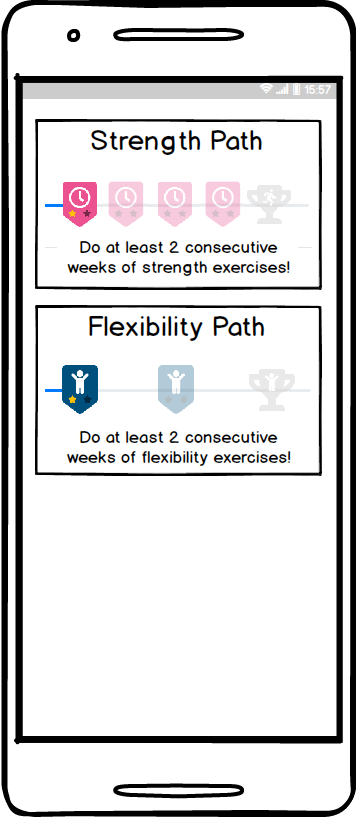 15:57
Strength Path
Do at least 2 consecutive
weeks of strength exercises!
Flexibility Path
Do at least 2 consecutive
weeks of flexibility exercises!